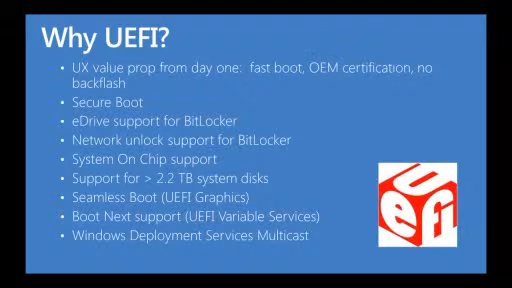 Why UEFI?
• UX value prop from day one:  fast boot, OEM certification, no
backflash
• Secure Boot
• eDrive support for BitLocker
• Network unlock support for BitLocker
• System On Chip support
• Support for > 2.2 TB system disks
• Seamless Boot (UEFI Graphics)
• Boot Next support (UEFI Variable Services)
• Windows Deployment Services Multicast
UEFI